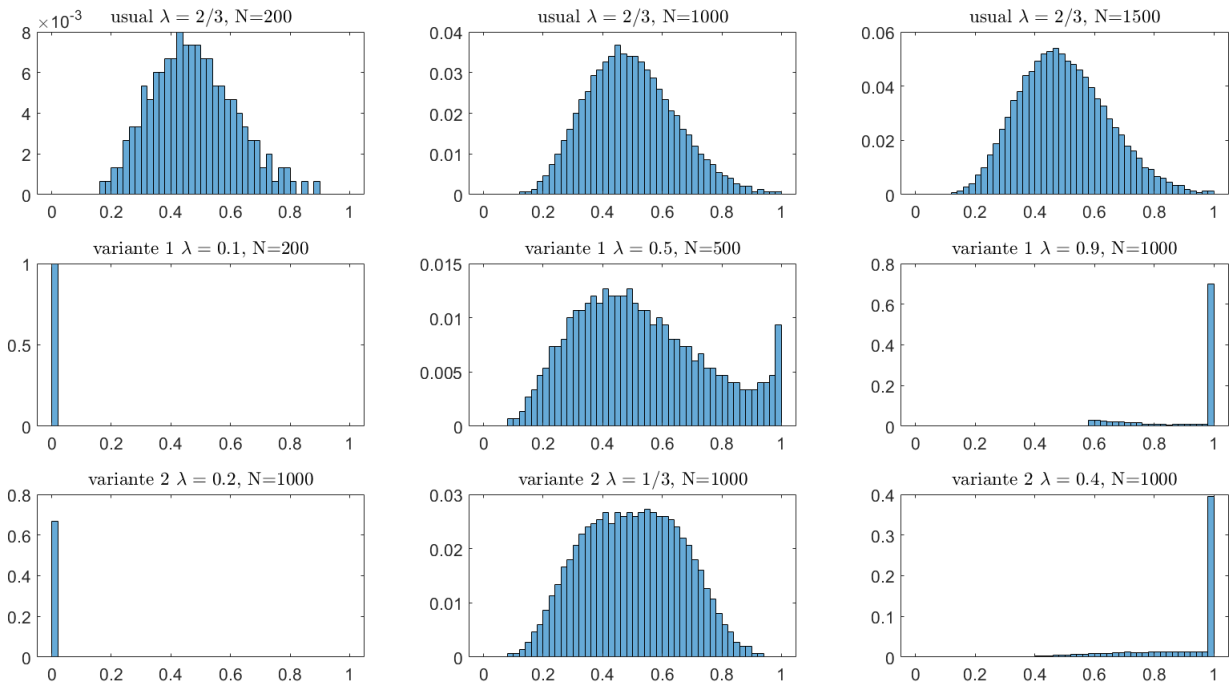 usual λ = 2/3, N=200
×10⁻³
8
6
4
2
0
0 0.2 0.4 0.6 0.8 1
usual λ = 2/3, N=1000
0.04
0.03
0.02
0.01
0
0 0.2 0.4 0.6 0.8 1
usual λ = 2/3, N=1500
0.06
0.04
0.02
0
0 0.2 0.4 0.6 0.8 1
variante 1 λ = 0.1, N=200
1
0.5
0
0 0.2 0.4 0.6 0.8 1
variante 1 λ = 0.5, N=500
0.015
0.01
0.005
0
0 0.2 0.4 0.6 0.8 1
variante 1 λ = 0.9, N=1000
0.8
0.6
0.4
0.2
0
0 0.2 0.4 0.6 0.8 1
variante 2 λ = 0.2, N=1000
0.8
0.6
0.4
0.2
0
0 0.2 0.4 0.6 0.8 1
variante 2 λ = 1/3, N=1000
0.03
0.02
0.01
0
0 0.2 0.4 0.6 0.8 1
variante 2 λ = 0.4, N=1000
0.4
0.3
0.2
0.1
0
0 0.2 0.4 0.6 0.8 1